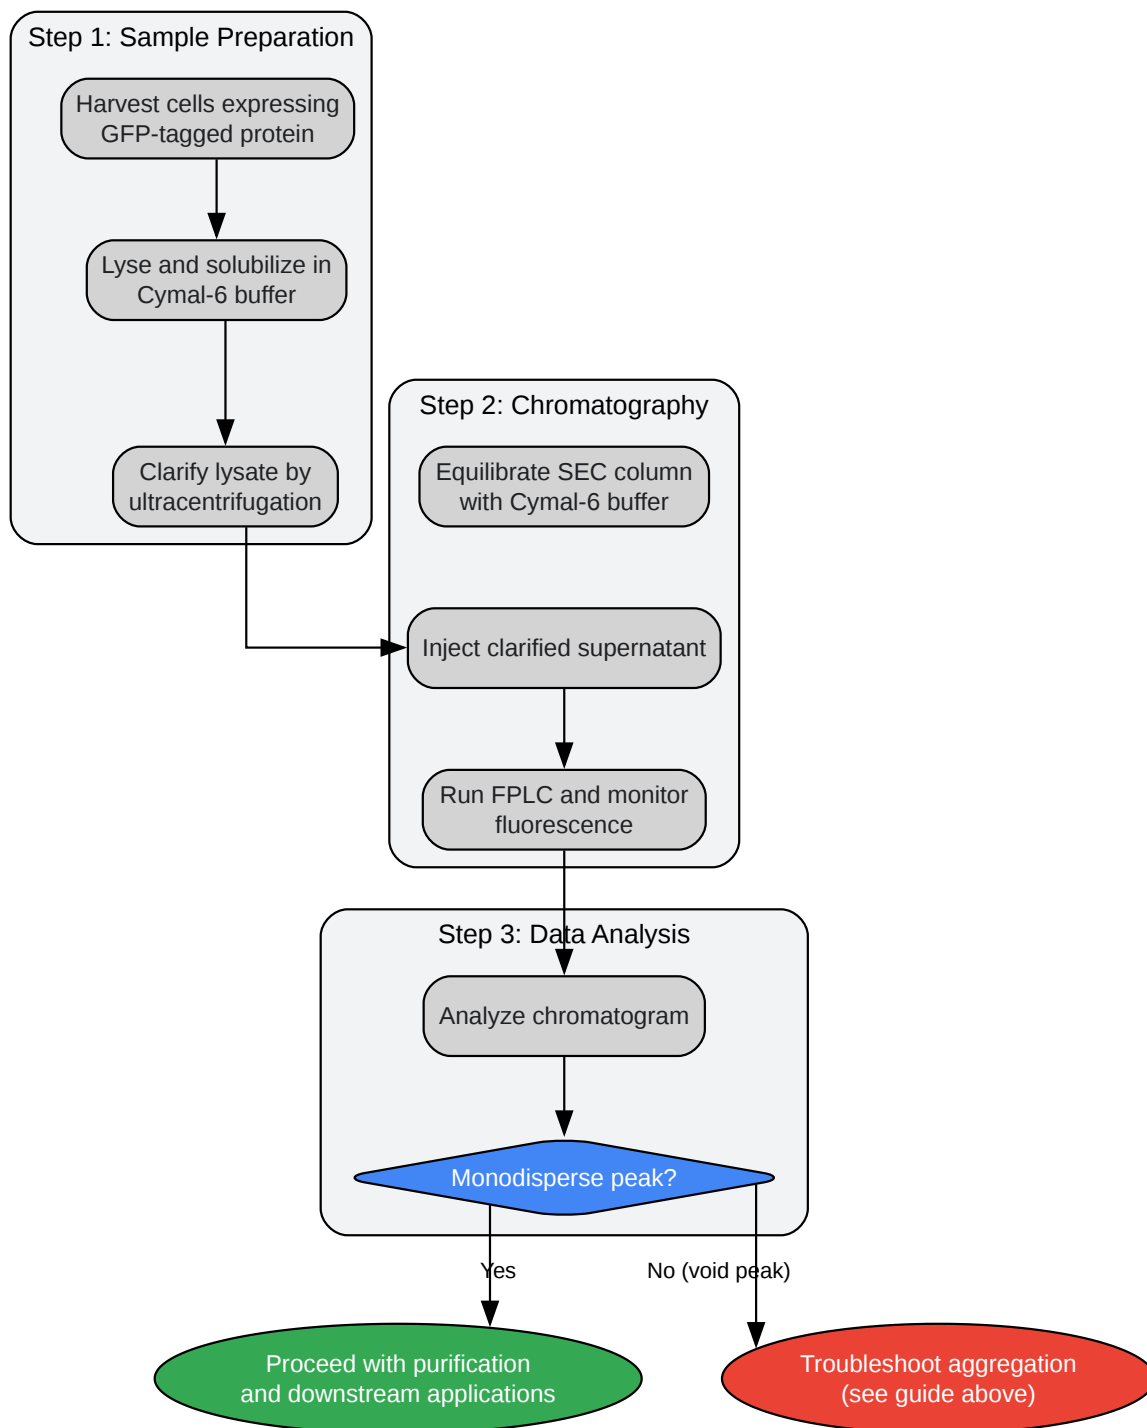 Step 1: Sample Preparation
Harvest cells expressing
GFP-tagged protein
Lyse and solubilize in
Cymal-6 buffer
Clarify lysate by
ultracentrifugation
Step 2: Chromatography
Equilibrate SEC column
with Cymal-6 buffer
Inject clarified supernatant
Run FPLC and monitor
fluorescence
Step 3: Data Analysis
Analyze chromatogram
Monodisperse peak?
Yes
No (void peak)
Proceed with purification
and downstream applications
Troubleshoot aggregation
(see guide above)